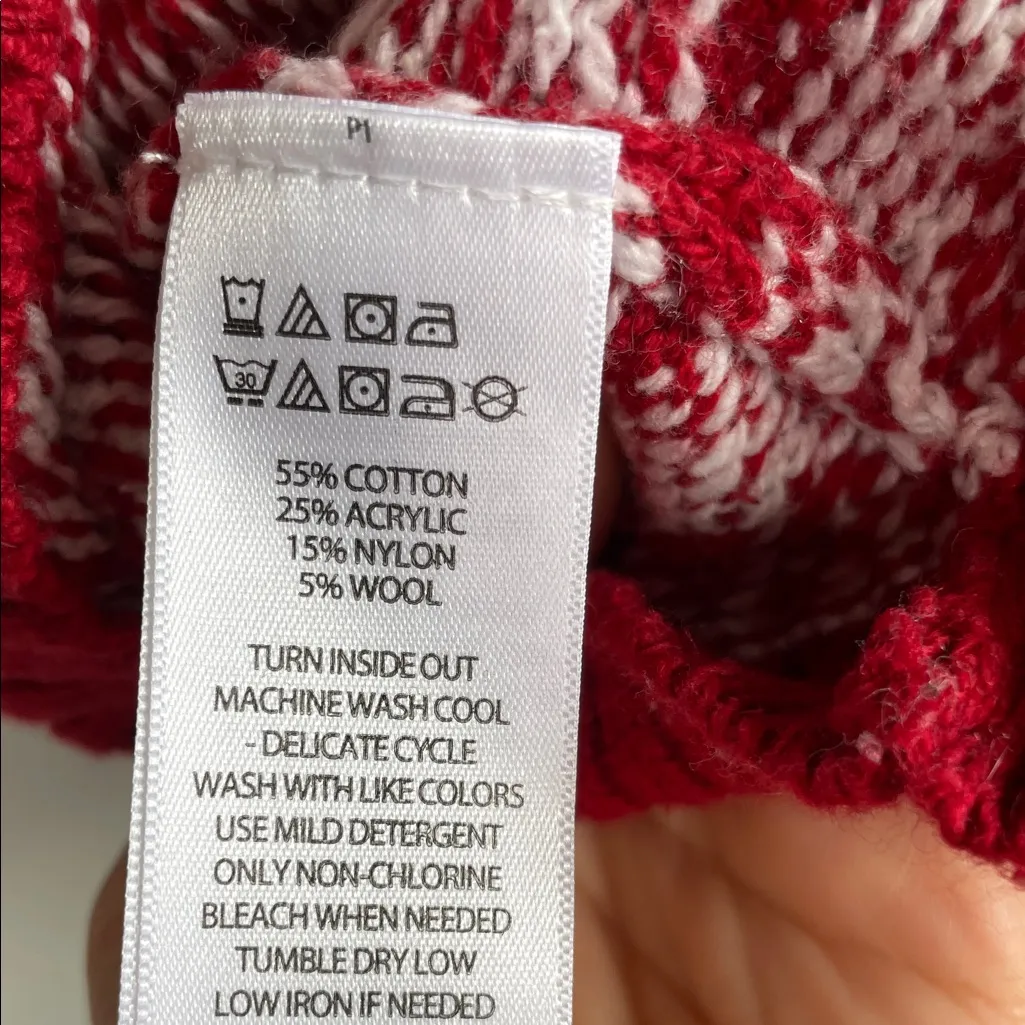 P1
30
55% COTTON
25% ACRYLIC
15% NYLON
5% WOOL
TURN INSIDE OUT
MACHINE WASH COOL
- DELICATE CYCLE
WASH WITH LIKE COLORS
USE MILD DETERGENT
ONLY NON-CHLORINE
BLEACH WHEN NEEDED
TUMBLE DRY LOW
LOW IRON IF NEEDED